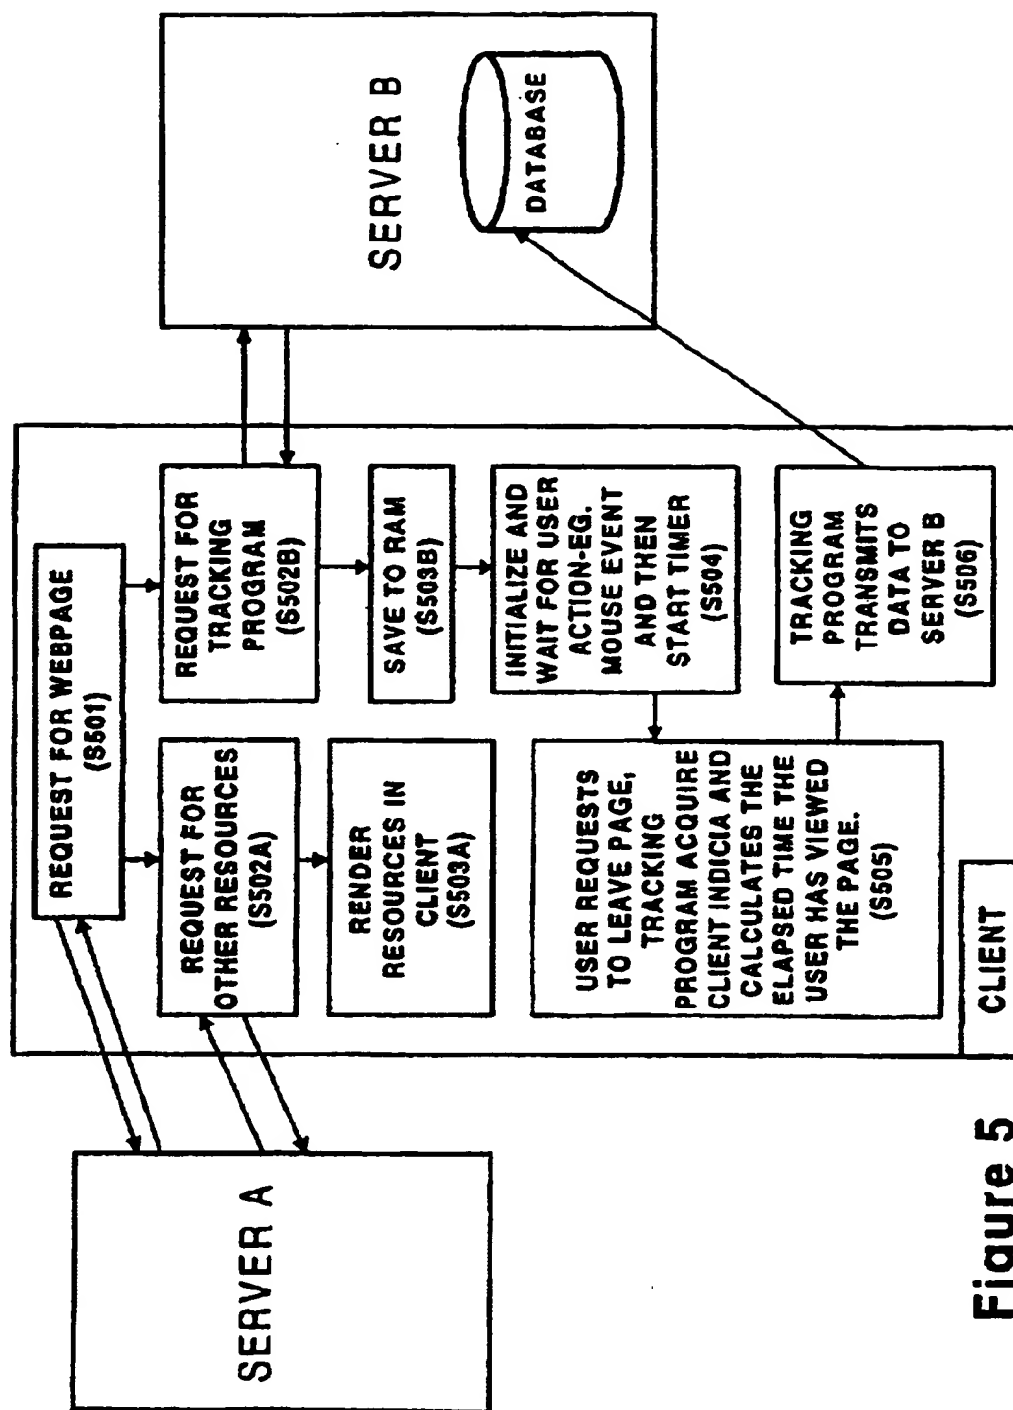 SERVER A
REQUEST FOR WEBPAGE
(S501)
REQUEST FOR
OTHER RESOURCES
(S502A)
RENDER
RESOURCES IN
CLIENT
(S503A)
REQUEST FOR
TRACKING
PROGRAM
(S502B)
SAVE TO RAM
(S503B)
INITIALIZE AND
WAIT FOR USER
ACTION-EG.
MOUSE EVENT
AND THEN
START TIMER
(S504)
USER REQUESTS
TO LEAVE PAGE,
TRACKING
PROGRAM ACQUIRE
CLIENT INDICIA AND
CALCULATES THE
ELAPSED TIME THE
USER HAS VIEWED
THE PAGE.
(S505)
TRACKING
PROGRAM
TRANSMITS
DATA TO
SERVER B
(S506)
CLIENT
SERVER B
DATABASE
Figure 5